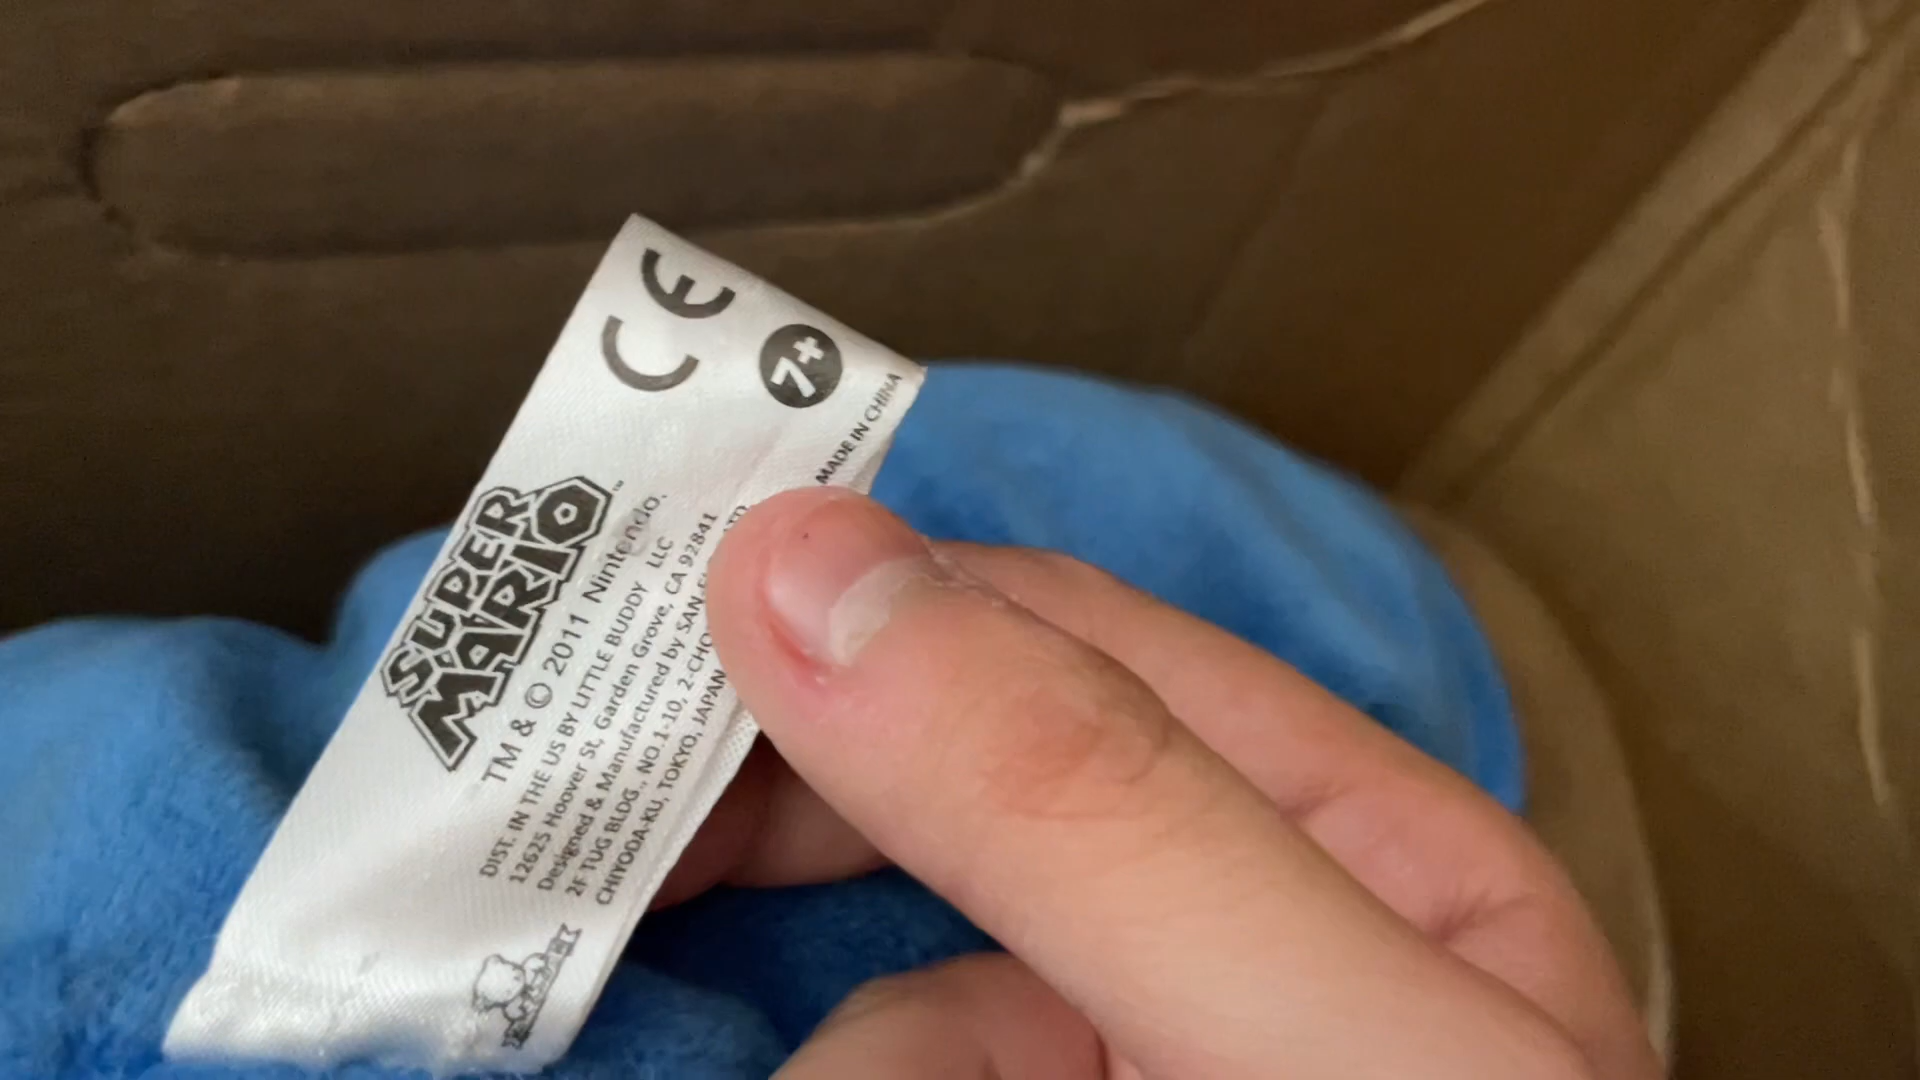 CE
7+
SUPER
MARIO™
TM & © 2011 Nintendo.
DIST. IN THE US BY LITTLE BUDDY LLC
12625 Hoover St, Garden Grove, CA 92841
Designed & Manufactured by SAN
2F TUG BLDG., NO.1-10, 2-CHO
CHIYODA-KU, TOKYO, JAPAN
MADE IN CHINA